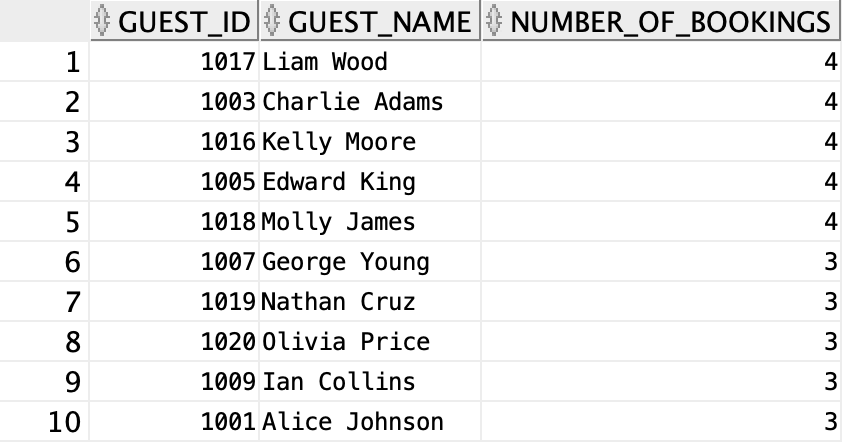 GUEST_ID GUEST_NAME NUMBER_OF_BOOKINGS
1 1017 Liam Wood 4
2 1003 Charlie Adams 4
3 1016 Kelly Moore 4
4 1005 Edward King 4
5 1018 Molly James 4
6 1007 George Young 3
7 1019 Nathan Cruz 3
8 1020 Olivia Price 3
9 1009 Ian Collins 3
10 1001 Alice Johnson 3